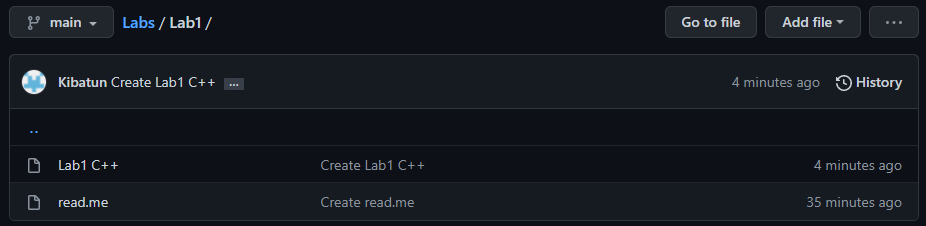 main Labs / Lab1 / Go to file Add file ...
Kibatun Create Lab1 C++ ... 4 minutes ago History
..
Lab1 C++ Create Lab1 C++ 4 minutes ago
read.me Create read.me 35 minutes ago